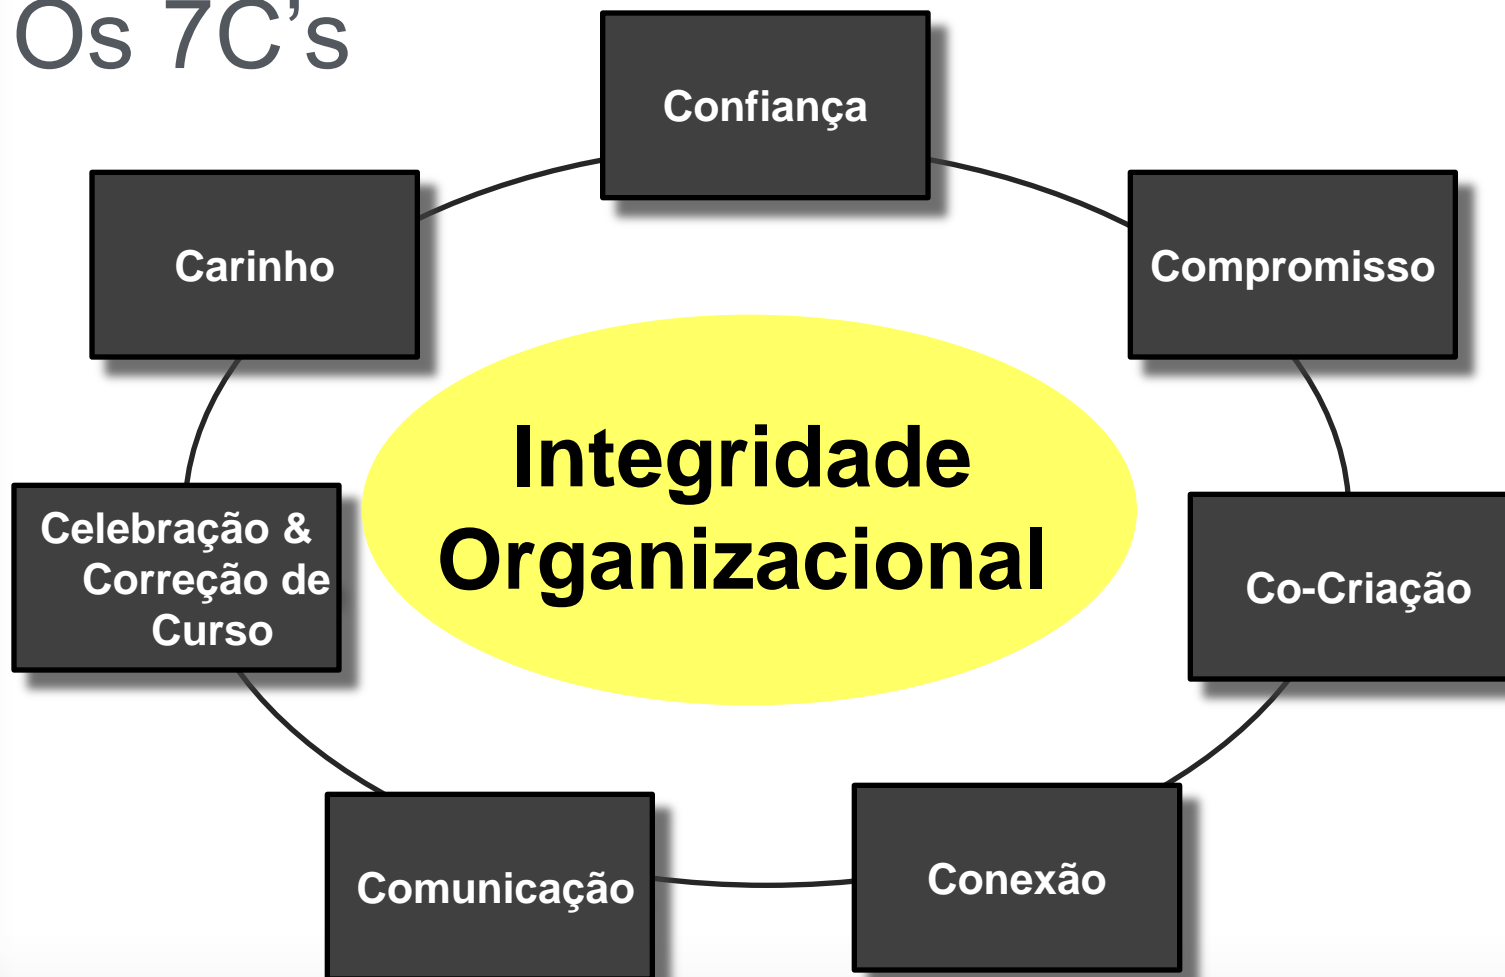 Os 7C’s
Confiança
Carinho
Compromisso
Integridade
Organizacional
Celebração &
Correção de
Curso
Co-Criação
Comunicação
Conexão